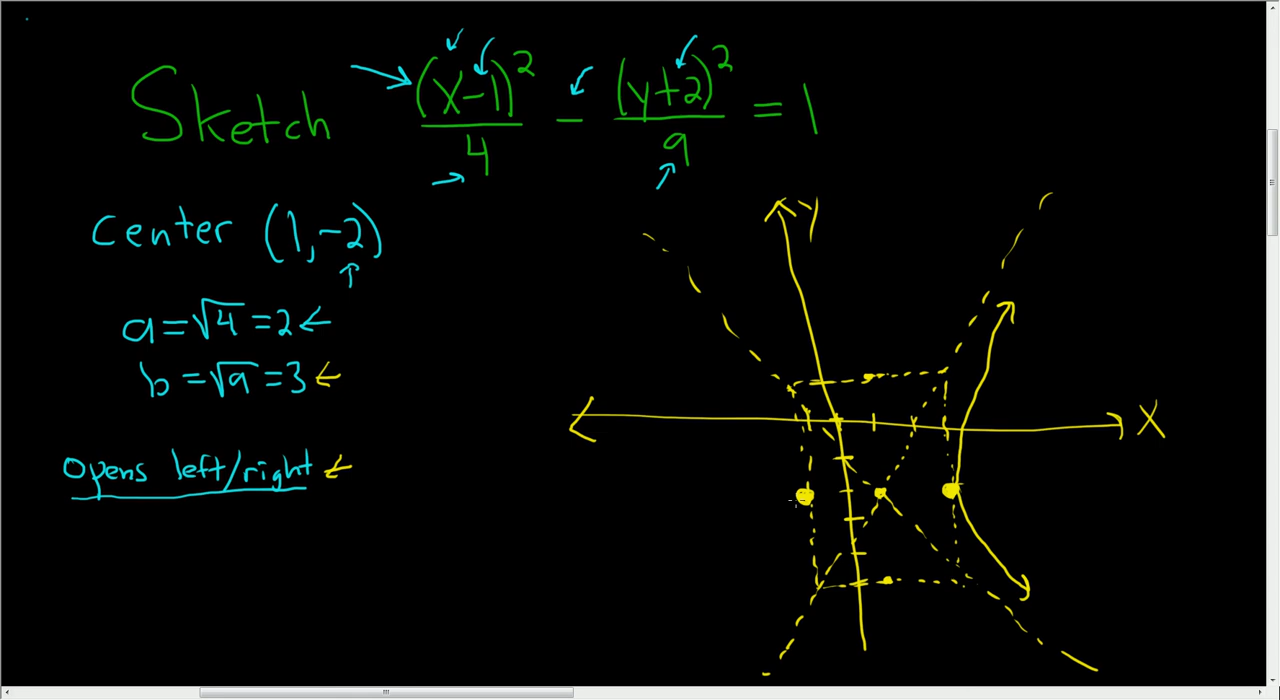 Sketch (x-1)²/4 - (y+2)²/9 = 1
Center (1, -2)
a = √4 = 2 ←
b = √9 = 3 ←
Opens left/right ←
y
x